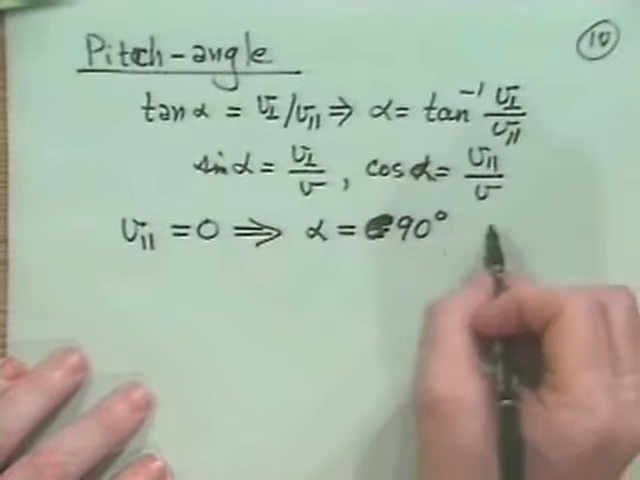 Pitch-angle
10
tan α = v⊥/v∥ ⇒ α = tan⁻¹ v⊥/v∥
sin α = v⊥/v , cos α = v∥/v
v∥ = 0 ⇒ α = 90°